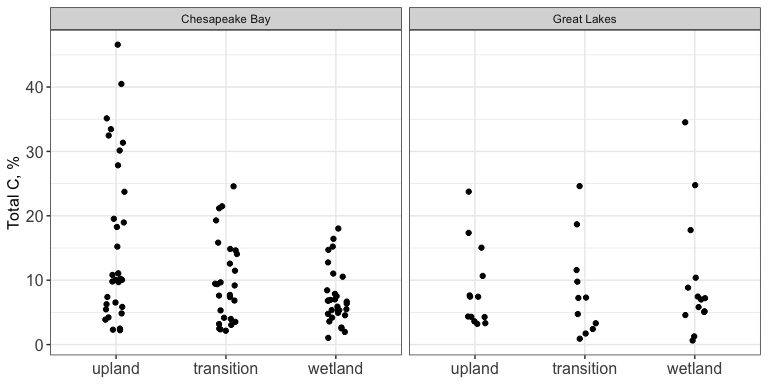 Chesapeake Bay
Great Lakes
Total C, %
40
30
20
10
0
upland
transition
wetland
upland
transition
wetland